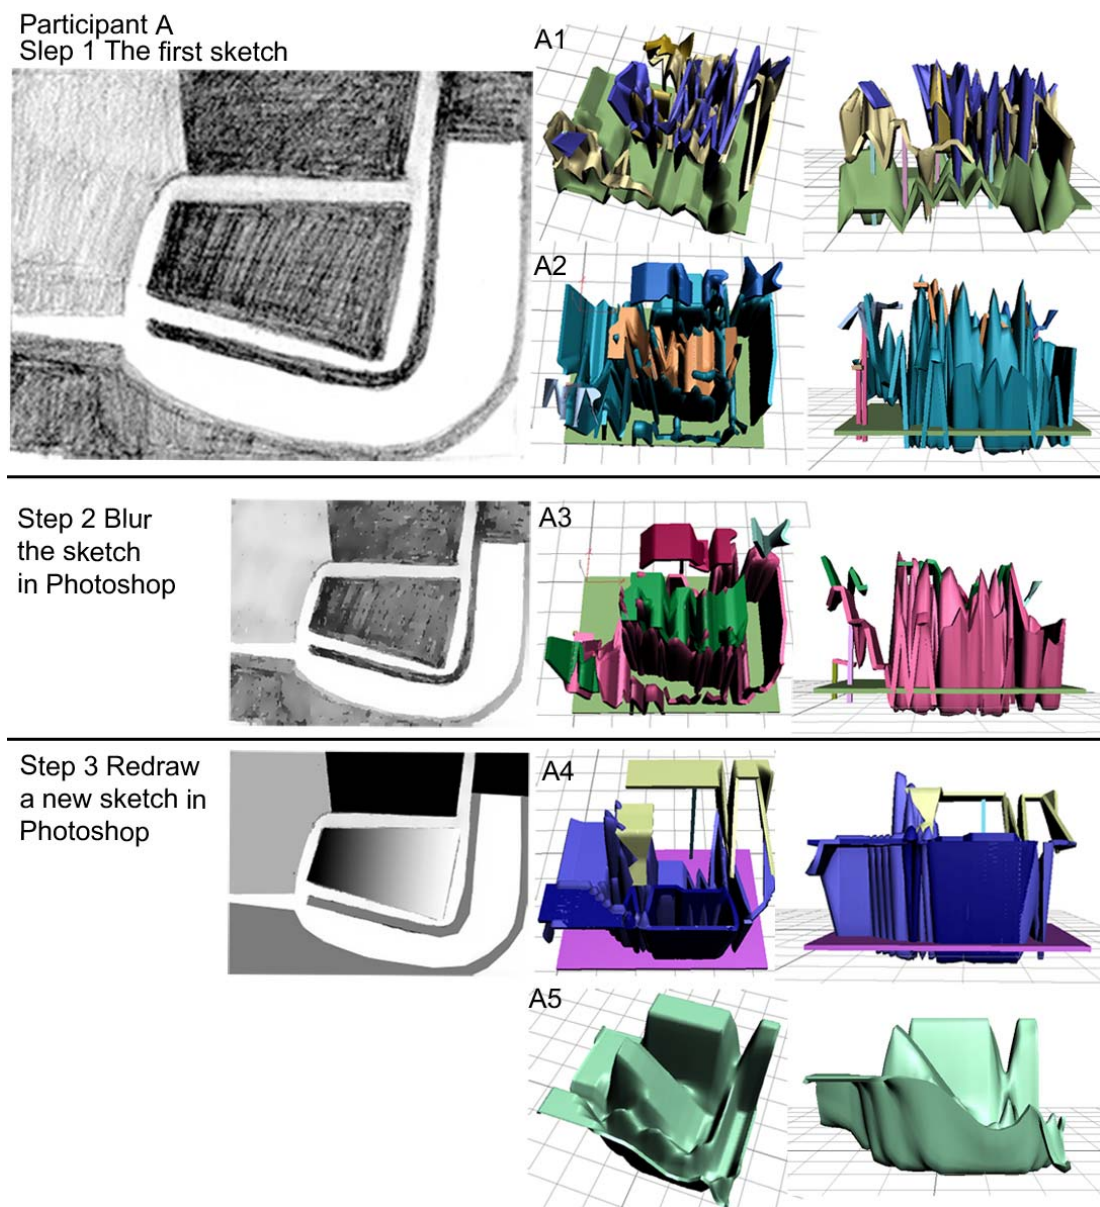 Participant A
Slep 1 The first sketch
A1
A2
Step 2 Blur
the sketch
in Photoshop
A3
Step 3 Redraw
a new sketch in
Photoshop
A4
A5